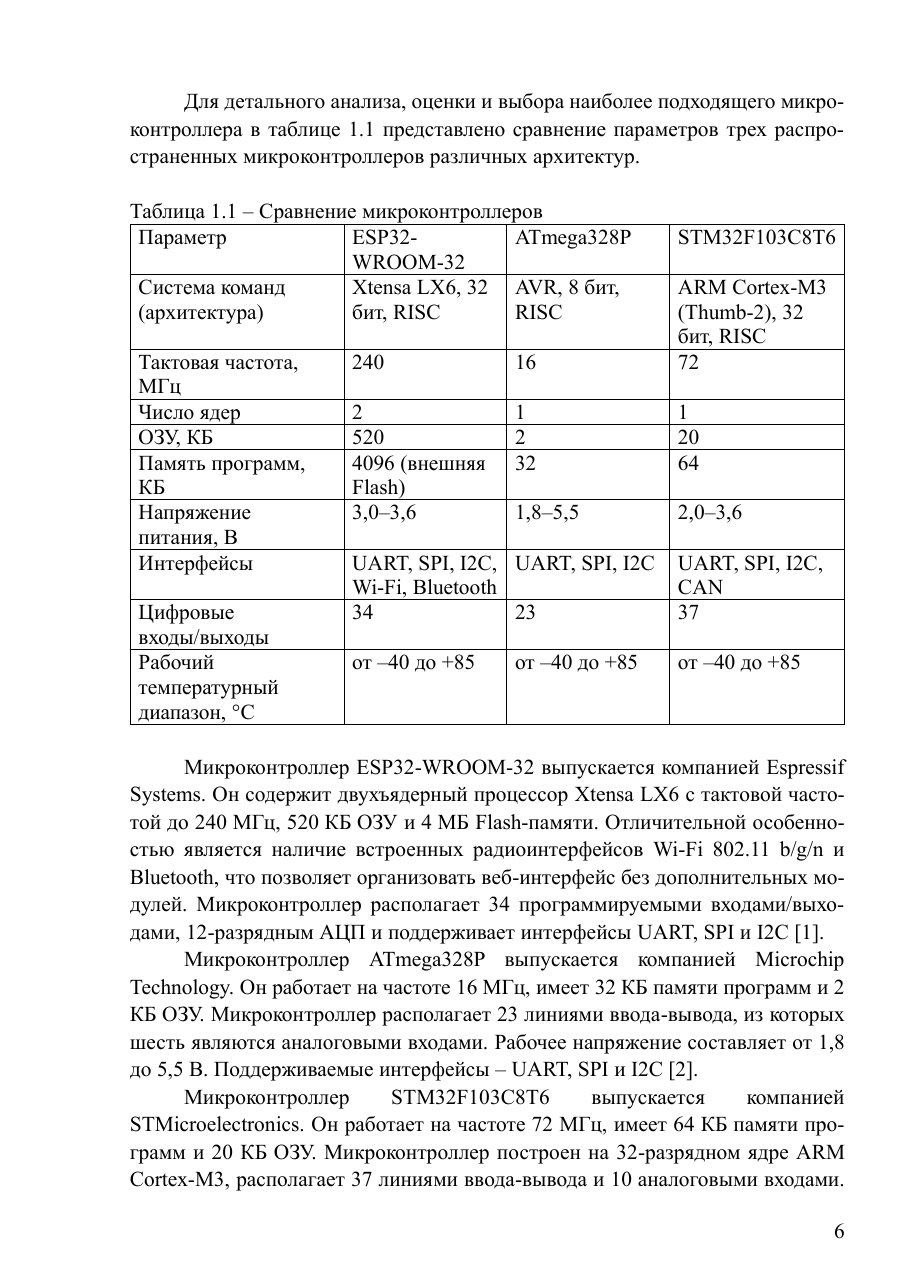 Для детального анализа, оценки и выбора наиболее подходящего микро-
контроллера в таблице 1.1 представлено сравнение параметров трех распро-
страненных микроконтроллеров различных архитектур.
Таблица 1.1 – Сравнение микроконтроллеров
Параметр ESP32- ATmega328P STM32F103C8T6
WROOM-32
Система команд Xtensa LX6, 32 AVR, 8 бит, ARM Cortex-M3
(архитектура) бит, RISC RISC (Thumb-2), 32
бит, RISC
Тактовая частота, 240 16 72
МГц
Число ядер 2 1 1
ОЗУ, КБ 520 2 20
Память программ, 4096 (внешняя 32 64
КБ Flash)
Напряжение 3,0–3,6 1,8–5,5 2,0–3,6
питания, В
Интерфейсы UART, SPI, I2C, UART, SPI, I2C UART, SPI, I2C,
Wi-Fi, Bluetooth CAN
Цифровые 34 23 37
входы/выходы
Рабочий от –40 до +85 от –40 до +85 от –40 до +85
температурный
диапазон, °С
Микроконтроллер ESP32-WROOM-32 выпускается компанией Espressif
Systems. Он содержит двухъядерный процессор Xtensa LX6 с тактовой часто-
той до 240 МГц, 520 КБ ОЗУ и 4 МБ Flash-памяти. Отличительной особенно-
стью является наличие встроенных радиоинтерфейсов Wi-Fi 802.11 b/g/n и
Bluetooth, что позволяет организовать веб-интерфейс без дополнительных мо-
дулей. Микроконтроллер располагает 34 программируемыми входами/выхо-
дами, 12-разрядным АЦП и поддерживает интерфейсы UART, SPI и I2C [1].
Микроконтроллер ATmega328P выпускается компанией Microchip
Technology. Он работает на частоте 16 МГц, имеет 32 КБ памяти программ и 2
КБ ОЗУ. Микроконтроллер располагает 23 линиями ввода-вывода, из которых
шесть являются аналоговыми входами. Рабочее напряжение составляет от 1,8
до 5,5 В. Поддерживаемые интерфейсы – UART, SPI и I2C [2].
Микроконтроллер STM32F103C8T6 выпускается компанией
STMicroelectronics. Он работает на частоте 72 МГц, имеет 64 КБ памяти про-
грамм и 20 КБ ОЗУ. Микроконтроллер построен на 32-разрядном ядре ARM
Cortex-M3, располагает 37 линиями ввода-вывода и 10 аналоговыми входами.
6